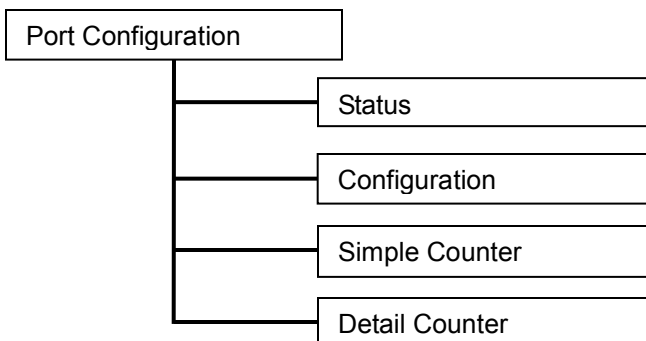 Port Configuration
Status
Configuration
Simple Counter
Detail Counter